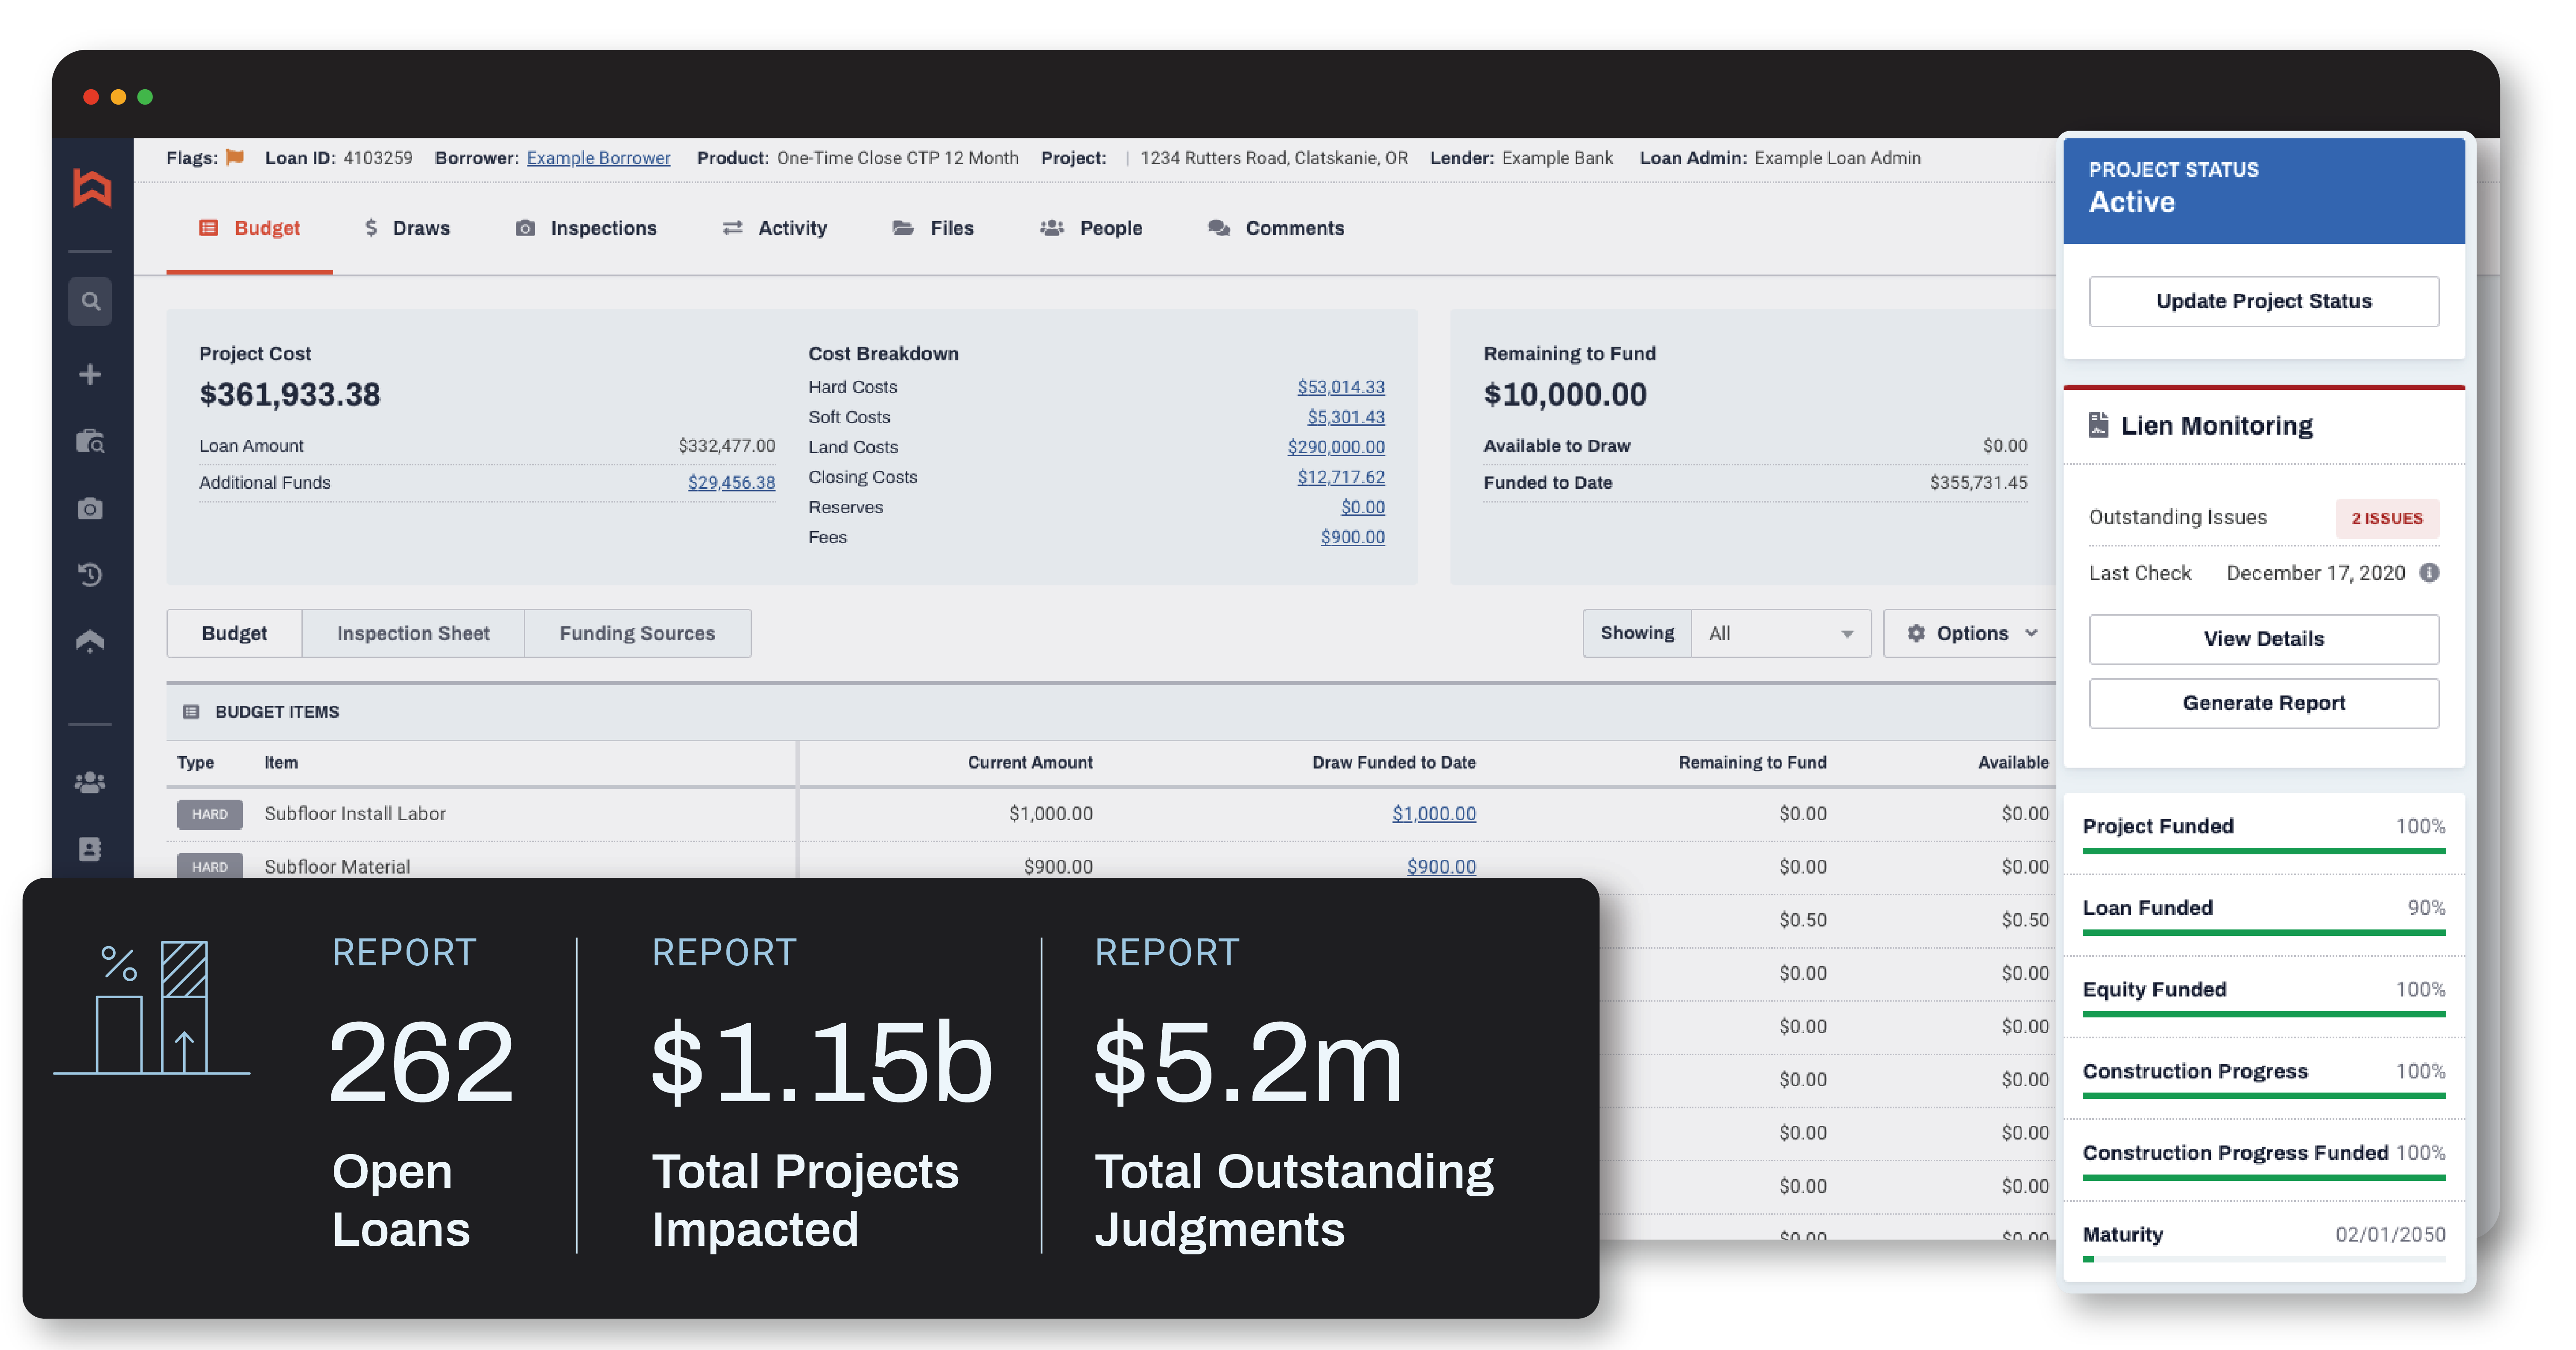 Flags: Loan ID: 4103259 Borrower: Example Borrower Product: One-Time Close CTP 12 Month Project: | 1234 Rutters Road, Clatskanie, OR Lender: Example Bank Loan Admin: Example Loan Admin
Budget $ Draws Inspections Activity Files People Comments
Project Cost
$361,933.38
Loan Amount $332,477.00
Additional Funds $29,456.38
Cost Breakdown
Hard Costs $53,014.33
Soft Costs $5,301.43
Land Costs $290,000.00
Closing Costs $12,717.62
Reserves $0.00
Fees $900.00
Remaining to Fund
$10,000.00
Available to Draw $0.00
Funded to Date $355,731.45
Budget Inspection Sheet Funding Sources
Showing All Options
BUDGET ITEMS
Type Item Current Amount Draw Funded to Date Remaining to Fund Available
HARD Subfloor Install Labor $1,000.00 $1,000.00 $0.00 $0.00
HARD Subfloor Material $900.00 $900.00 $0.00 $0.00
$0.50 $0.50
$0.00 $0.00
$0.00 $0.00
$0.00 $0.00
$0.00 $0.00
$0.00 $0.00
$0.00 $0.00
PROJECT STATUS
Active
Update Project Status
Lien Monitoring
Outstanding Issues 2 ISSUES
Last Check December 17, 2020
View Details
Generate Report
Project Funded 100%
Loan Funded 90%
Equity Funded 100%
Construction Progress 100%
Construction Progress Funded 100%
Maturity 02/01/2050
%
REPORT
262
Open
Loans
REPORT
$1.15b
Total Projects
Impacted
REPORT
$5.2m
Total Outstanding
Judgments